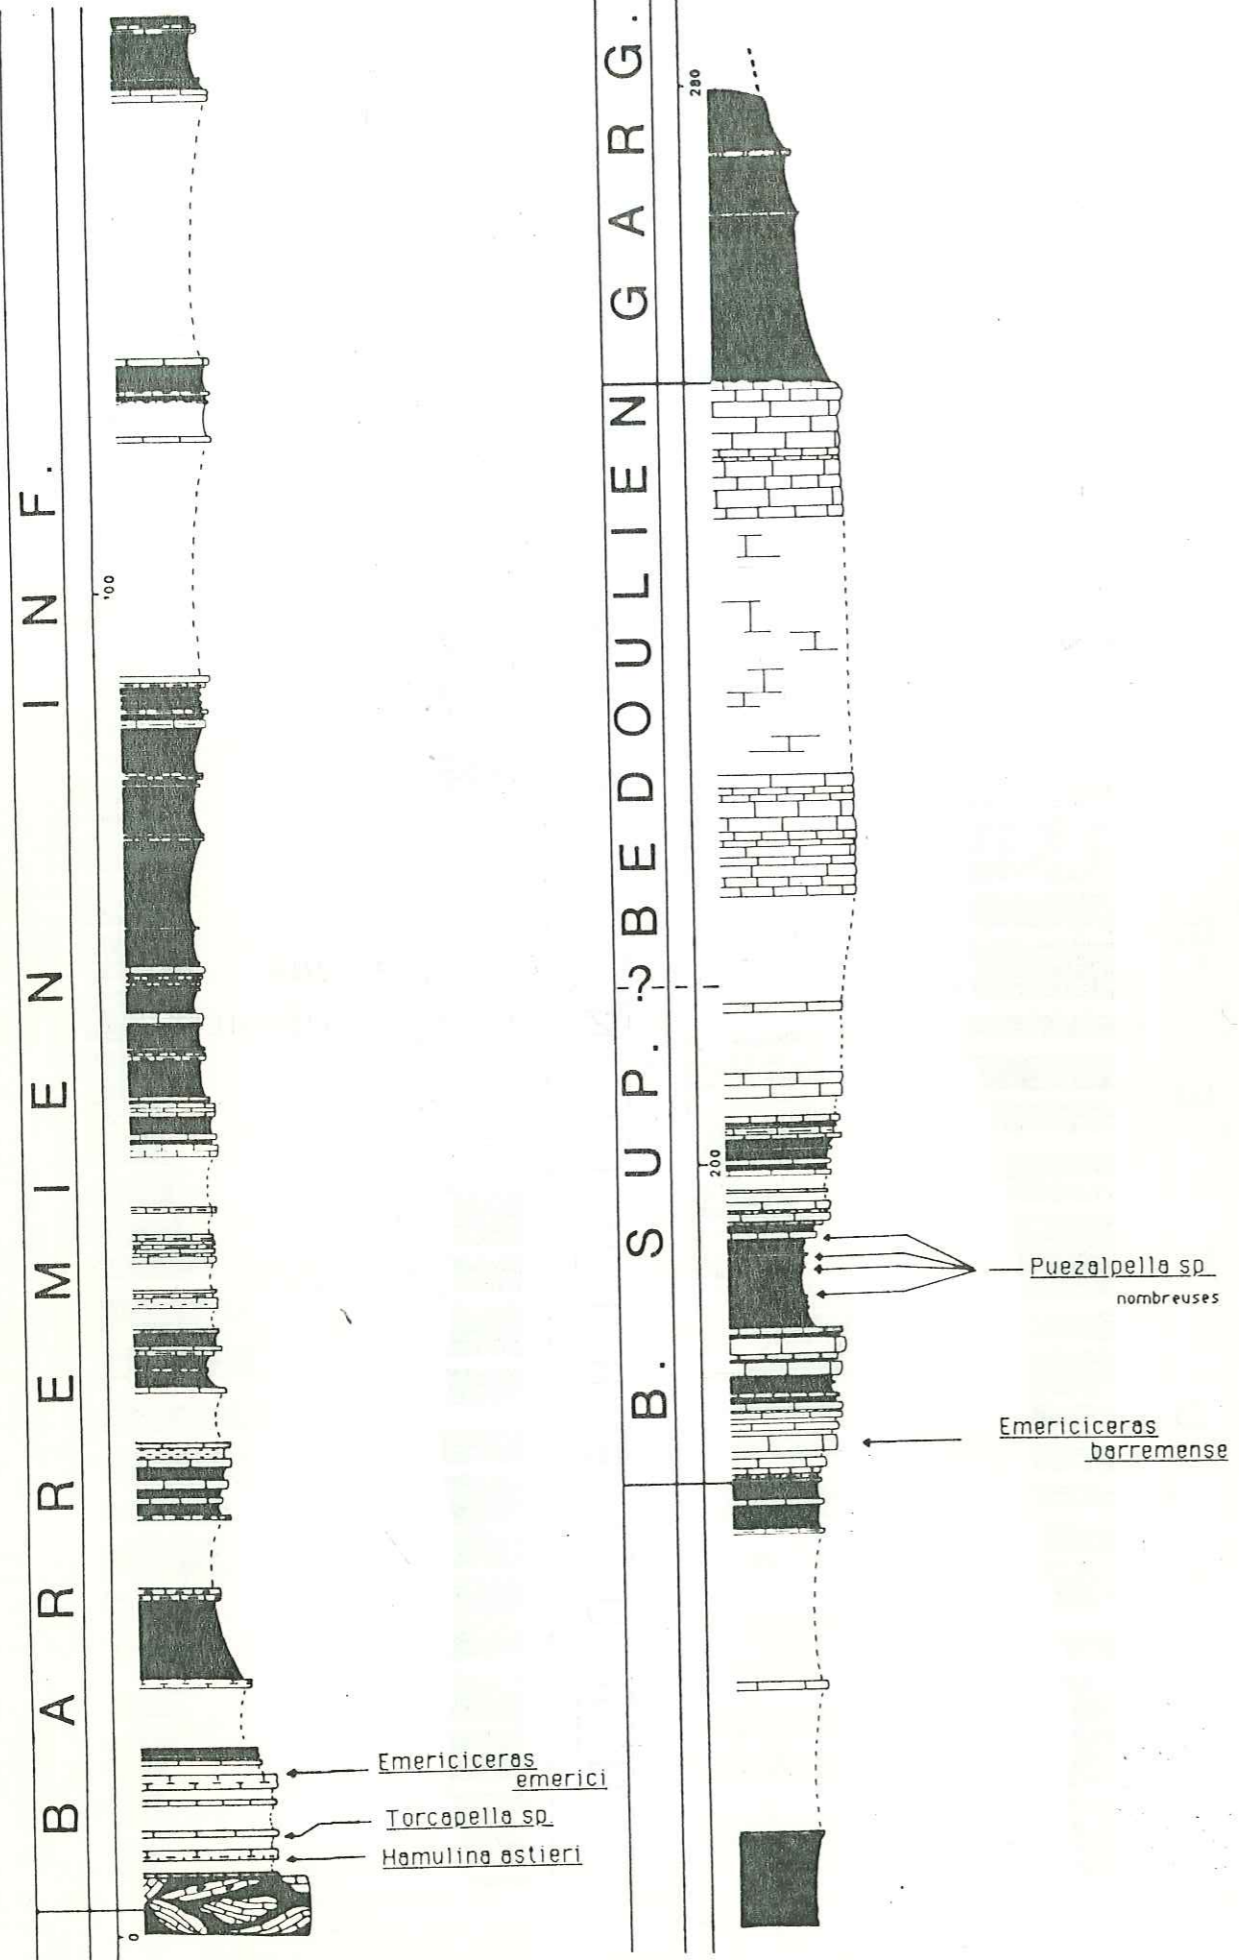 BARREMIEN INF.
100
0
Emericiceras
emerici
Torcapella sp.
Hamulina astieri
GARG.
BEDOULIEN
?
B. SUP.
280
200
Puezalpella sp
nombreuses
Emericiceras
barremense